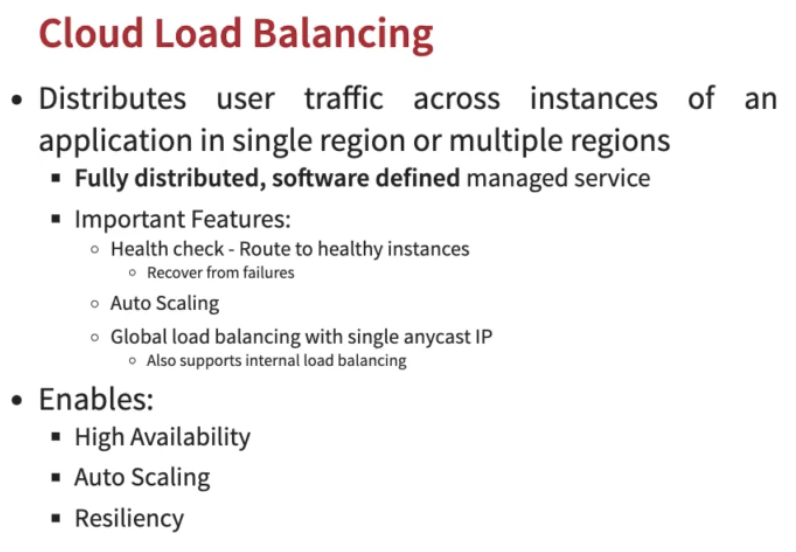 Cloud Load Balancing
• Distributes user traffic across instances of an
application in single region or multiple regions
▪ Fully distributed, software defined managed service
▪ Important Features:
○ Health check - Route to healthy instances
○ Recover from failures
○ Auto Scaling
○ Global load balancing with single anycast IP
○ Also supports internal load balancing
• Enables:
▪ High Availability
▪ Auto Scaling
▪ Resiliency